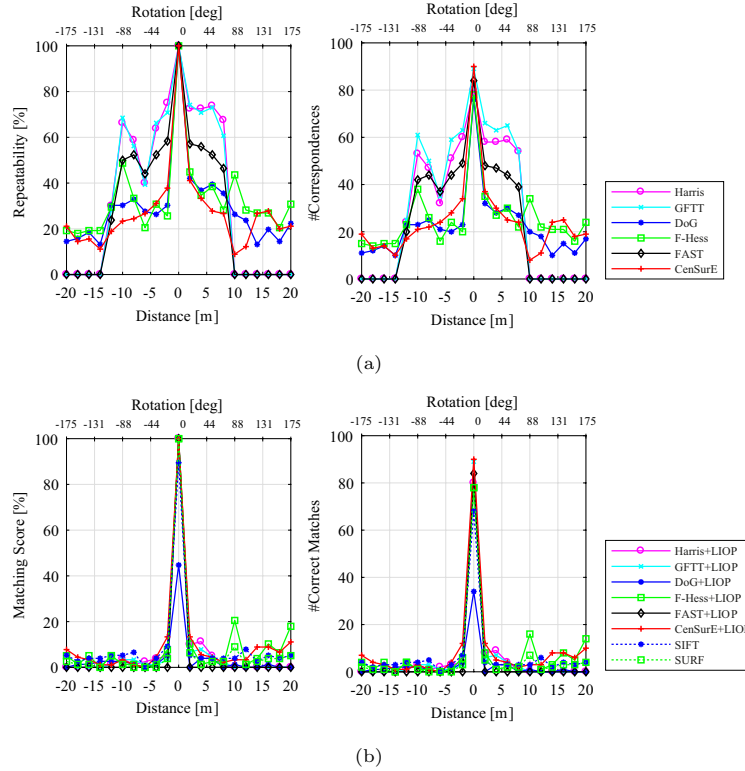 Rotation [deg]
-175 -131 -88 -44 0 44 88 131 175
Repeatability [%]
100
80
60
40
20
0
-20 -15 -10 -5 0 5 10 15 20
Distance [m]
Rotation [deg]
-175 -131 -88 -44 0 44 88 131 175
#Correspondences
100
80
60
40
20
0
-20 -15 -10 -5 0 5 10 15 20
Distance [m]
Harris
GFTT
DoG
F-Hess
FAST
CenSurE
(a)
Rotation [deg]
-175 -131 -88 -44 0 44 88 131 175
Matching Score [%]
100
80
60
40
20
0
-20 -15 -10 -5 0 5 10 15 20
Distance [m]
Rotation [deg]
-175 -131 -88 -44 0 44 88 131 175
#Correct Matches
100
80
60
40
20
0
-20 -15 -10 -5 0 5 10 15 20
Distance [m]
Harris+LIOP
GFTT+LIOP
DoG+LIOP
F-Hess+LIOP
FAST+LIOP
CenSurE+LIOP
SIFT
SURF
(b)